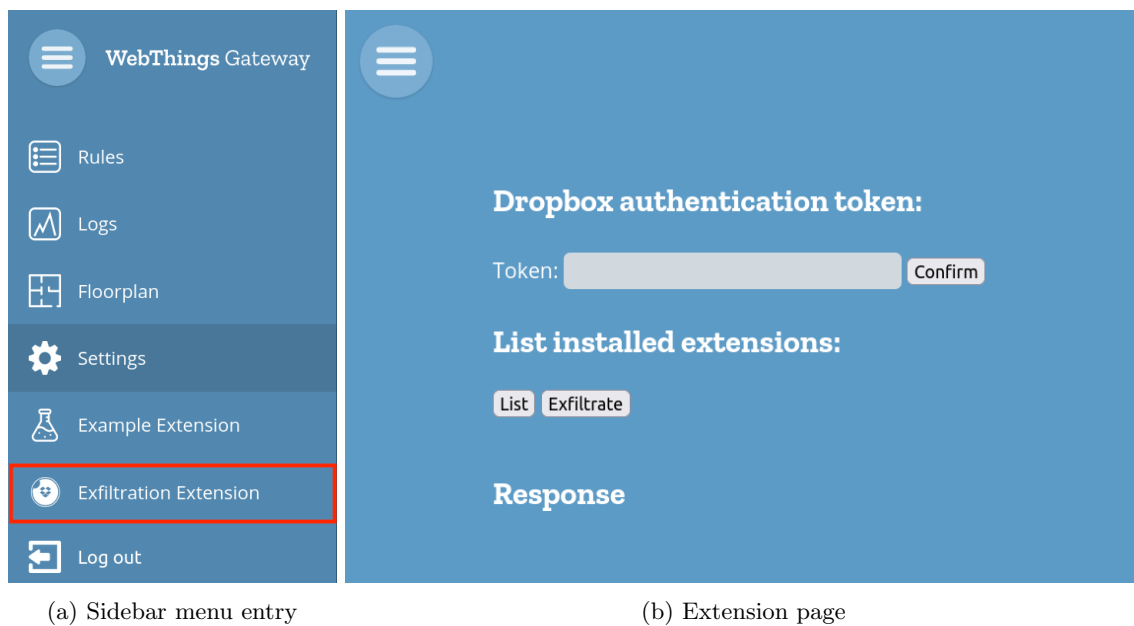 WebThings Gateway
Rules
Logs
Floorplan
Settings
Example Extension
Exfiltration Extension
Log out
Dropbox authentication token:
Token: Confirm
List installed extensions:
List Exfiltrate
Response
(a) Sidebar menu entry
(b) Extension page